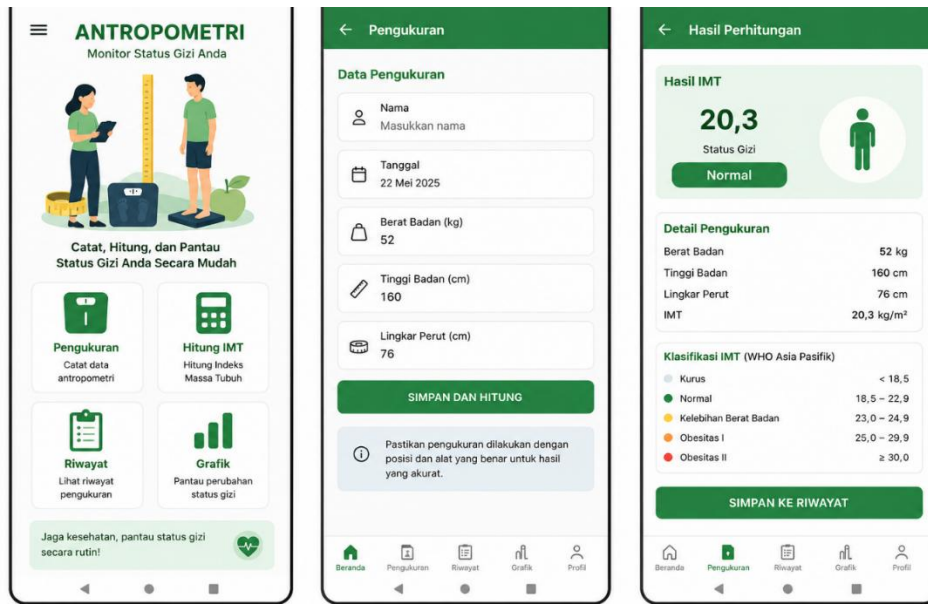 ANTROPOMETRI
Monitor Status Gizi Anda
Catat, Hitung, dan Pantau
Status Gizi Anda Secara Mudah
Pengukuran
Catat data
antropometri
Hitung IMT
Hitung Indeks
Massa Tubuh
Riwayat
Lihat riwayat
pengukuran
Grafik
Pantau perubahan
status gizi
Jaga kesehatan, pantau status gizi
secara rutin!
Pengukuran
Data Pengukuran
Nama
Masukkan nama
Tanggal
22 Mei 2025
Berat Badan (kg)
52
Tinggi Badan (cm)
160
Lingkar Perut (cm)
76
SIMPAN DAN HITUNG
Pastikan pengukuran dilakukan dengan
posisi dan alat yang benar untuk hasil
yang akurat.
Beranda Pengukuran Riwayat Grafik Profil
Hasil Perhitungan
Hasil IMT
20,3
Status Gizi
Normal
Detail Pengukuran
Berat Badan 52 kg
Tinggi Badan 160 cm
Lingkar Perut 76 cm
IMT 20,3 kg/m²
Klasifikasi IMT (WHO Asia Pasifik)
Kurus < 18,5
Normal 18,5 – 22,9
Kelebihan Berat Badan 23,0 – 24,9
Obesitas I 25,0 – 29,9
Obesitas II ≥ 30,0
SIMPAN KE RIWAYAT
Beranda Pengukuran Riwayat Grafik Profil